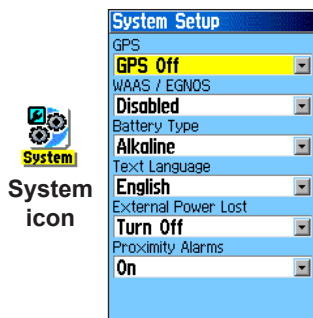 System Setup
GPS
GPS Off
WAAS / EGNOS
Disabled
Battery Type
Alkaline
Text Language
English
External Power Lost
Turn Off
Proximity Alarms
On
System
System
icon